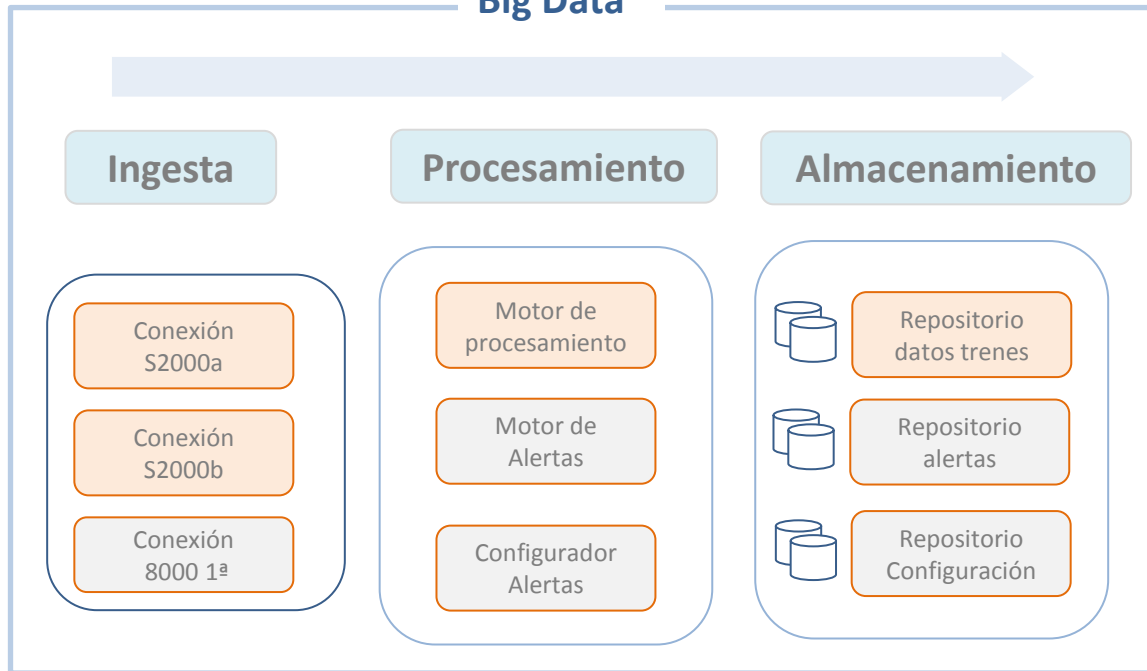 Big Data
Ingesta
Procesamiento
Almacenamiento
Conexión
S2000a
Conexión
S2000b
Conexión
8000 1ª
Motor de
procesamiento
Motor de
Alertas
Configurador
Alertas
Repositorio
datos trenes
Repositorio
alertas
Repositorio
Configuración